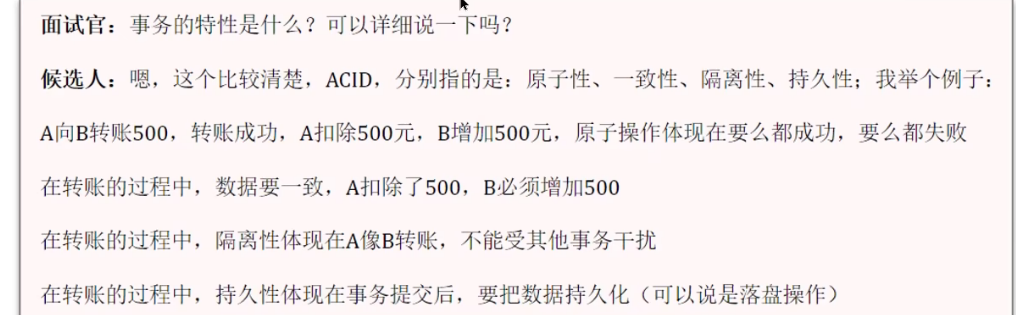 面试官：事务的特性是什么？可以详细说一下吗？
候选人：嗯，这个比较清楚，ACID，分别指的是：原子性、一致性、隔离性、持久性；我举个例子：
A向B转账500，转账成功，A扣除500元，B增加500元，原子操作体现在要么都成功，要么都失败
在转账的过程中，数据要一致，A扣除了500，B必须增加500
在转账的过程中，隔离性体现在A像B转账，不能受其他事务干扰
在转账的过程中，持久性体现在事务提交后，要把数据持久化（可以说是落盘操作）